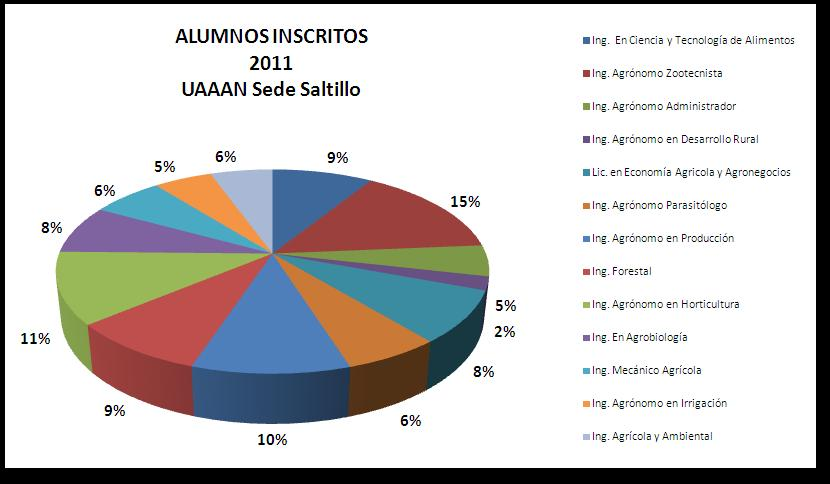 ALUMNOS INSCRITOS
2011
UAAAN Sede Saltillo
9%
15%
5%
2%
8%
6%
10%
9%
11%
8%
6%
5%
6%
Ing. En Ciencia y Tecnología de Alimentos
Ing. Agrónomo Zootecnista
Ing. Agrónomo Administrador
Ing. Agrónomo en Desarrollo Rural
Lic. en Economía Agricola y Agronegocios
Ing. Agrónomo Parasitólogo
Ing. Agrónomo en Producción
Ing. Forestal
Ing. Agrónomo en Horticultura
Ing. En Agrobiología
Ing. Mecánico Agrícola
Ing. Agrónomo en Irrigación
Ing. Agrícola y Ambiental